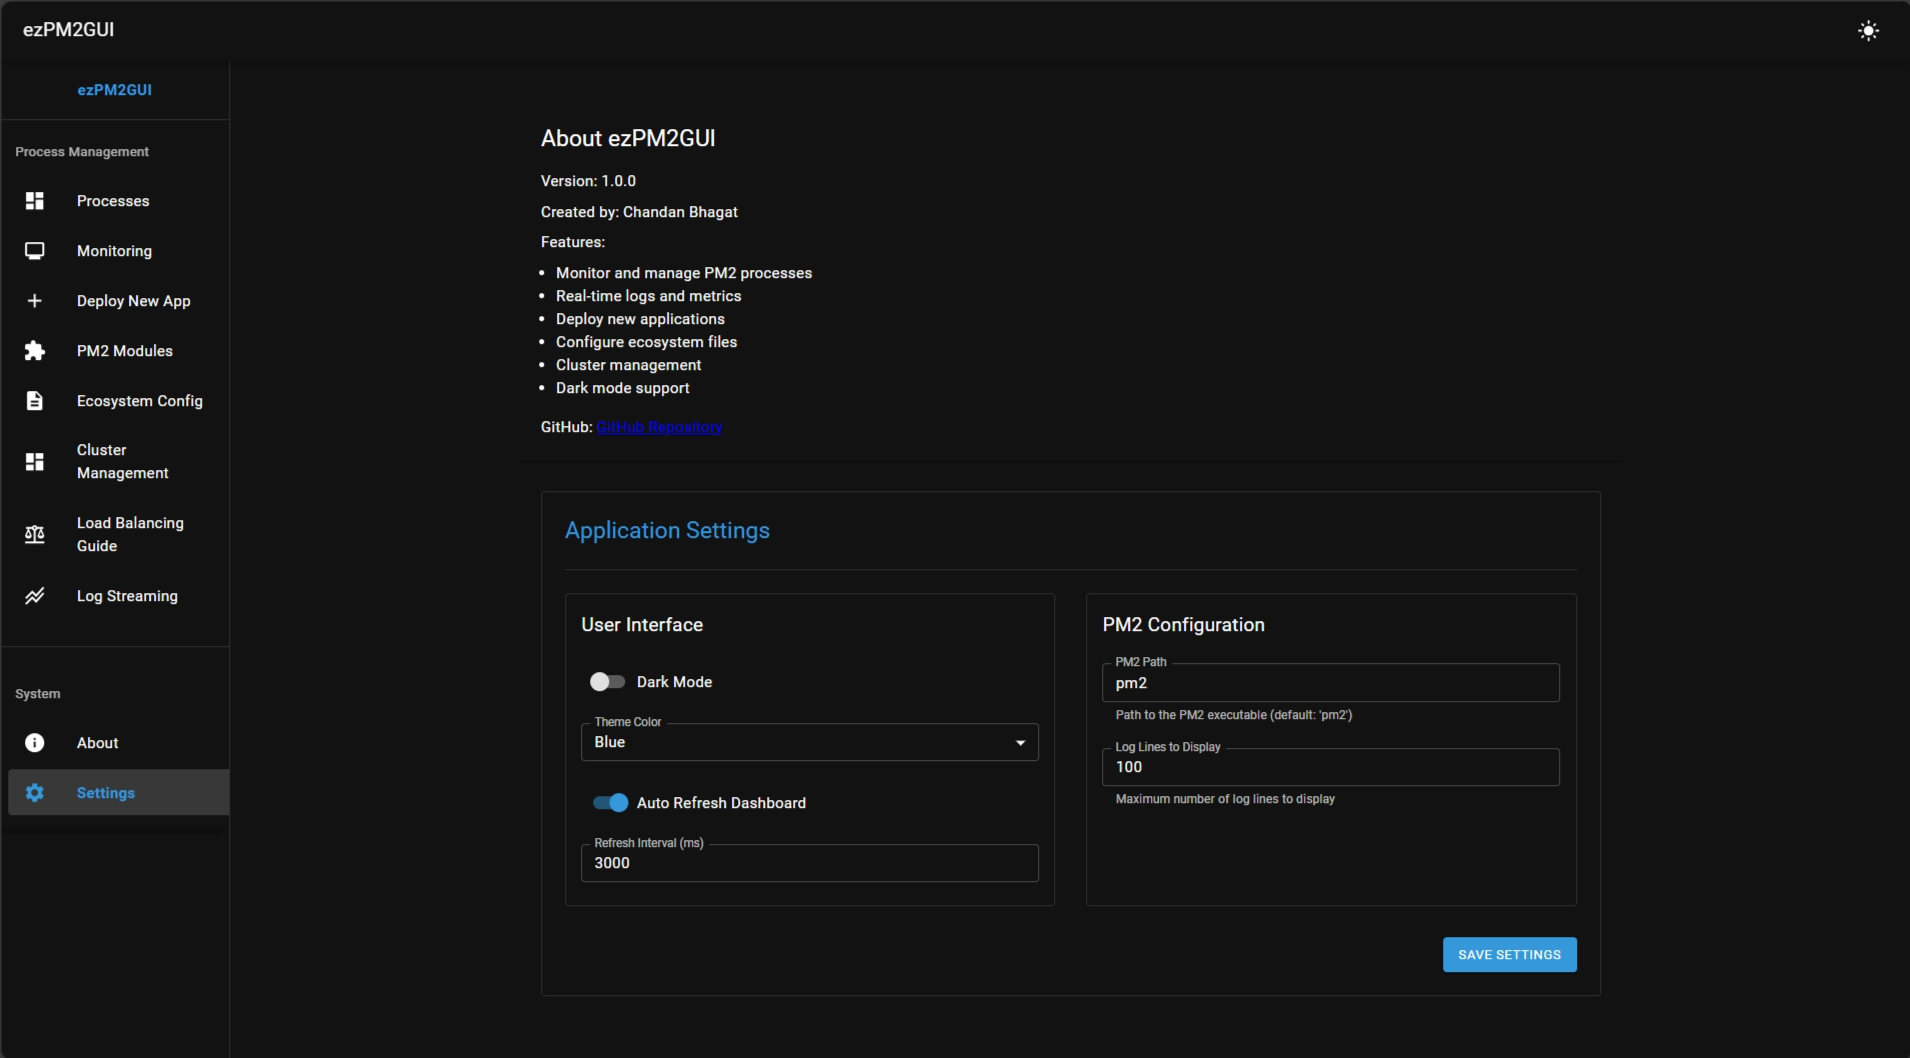 ezPM2GUI
ezPM2GUI
Process Management
Processes
Monitoring
Deploy New App
PM2 Modules
Ecosystem Config
Cluster
Management
Load Balancing
Guide
Log Streaming
System
About
Settings
About ezPM2GUI
Version: 1.0.0
Created by: Chandan Bhagat
Features:
• Monitor and manage PM2 processes
• Real-time logs and metrics
• Deploy new applications
• Configure ecosystem files
• Cluster management
• Dark mode support
GitHub: GitHub Repository
Application Settings
User Interface
Dark Mode
Theme Color
Blue
Auto Refresh Dashboard
Refresh Interval (ms)
3000
PM2 Configuration
PM2 Path
pm2
Path to the PM2 executable (default: 'pm2')
Log Lines to Display
100
Maximum number of log lines to display
SAVE SETTINGS